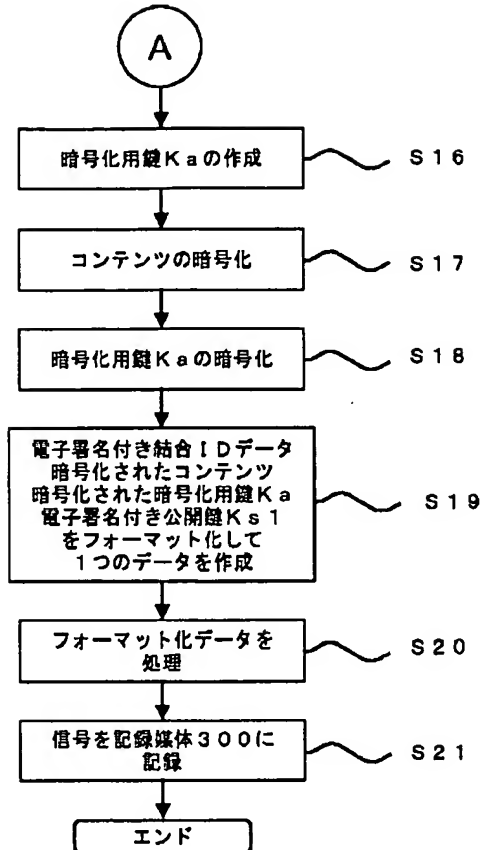 A
暗号化用鍵Kaの作成
S16
コンテンツの暗号化
S17
暗号化用鍵Kaの暗号化
S18
電子署名付き結合IDデータ
暗号化されたコンテンツ
暗号化された暗号化用鍵Ka
電子署名付き公開鍵Ks1
をフォーマット化して
1つのデータを作成
S19
フォーマット化データを
処理
S20
信号を記録媒体300に
記録
S21
エンド